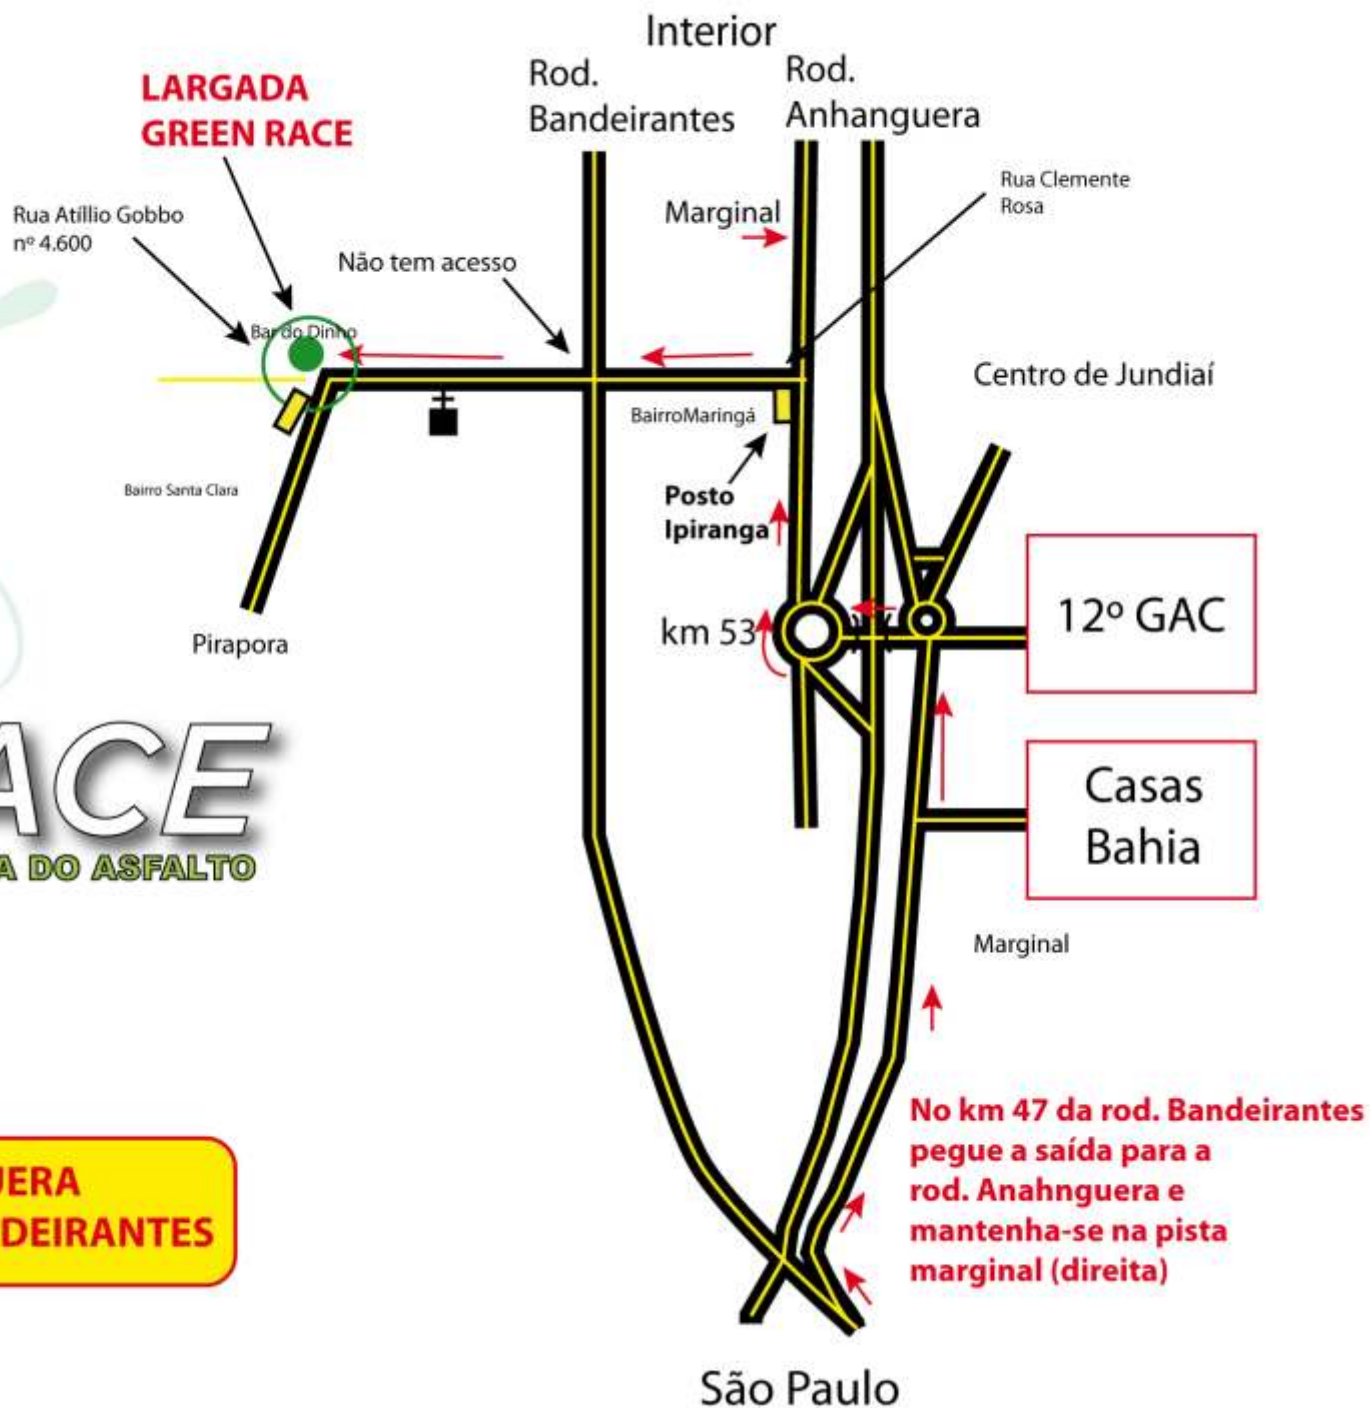 Interior
Rod.
Bandeirantes
Rod.
Anhanguera
LARGADA
GREEN RACE
Rua Clemente
Rosa
Rua Atíllio Gobbo
nº 4.600
Marginal
Não tem acesso
Bar do Dinho
Centro de Jundiaí
BairroMaringá
Bairro Santa Clara
Posto
Ipiranga
12º GAC
km 53
Pirapora
ACE
A DO ASFALTO
Casas
Bahia
Marginal
No km 47 da rod. Bandeirantes
pegue a saída para a
rod. Anahnguera e
mantenha-se na pista
marginal (direita)
UERA
DEIRANTES
São Paulo